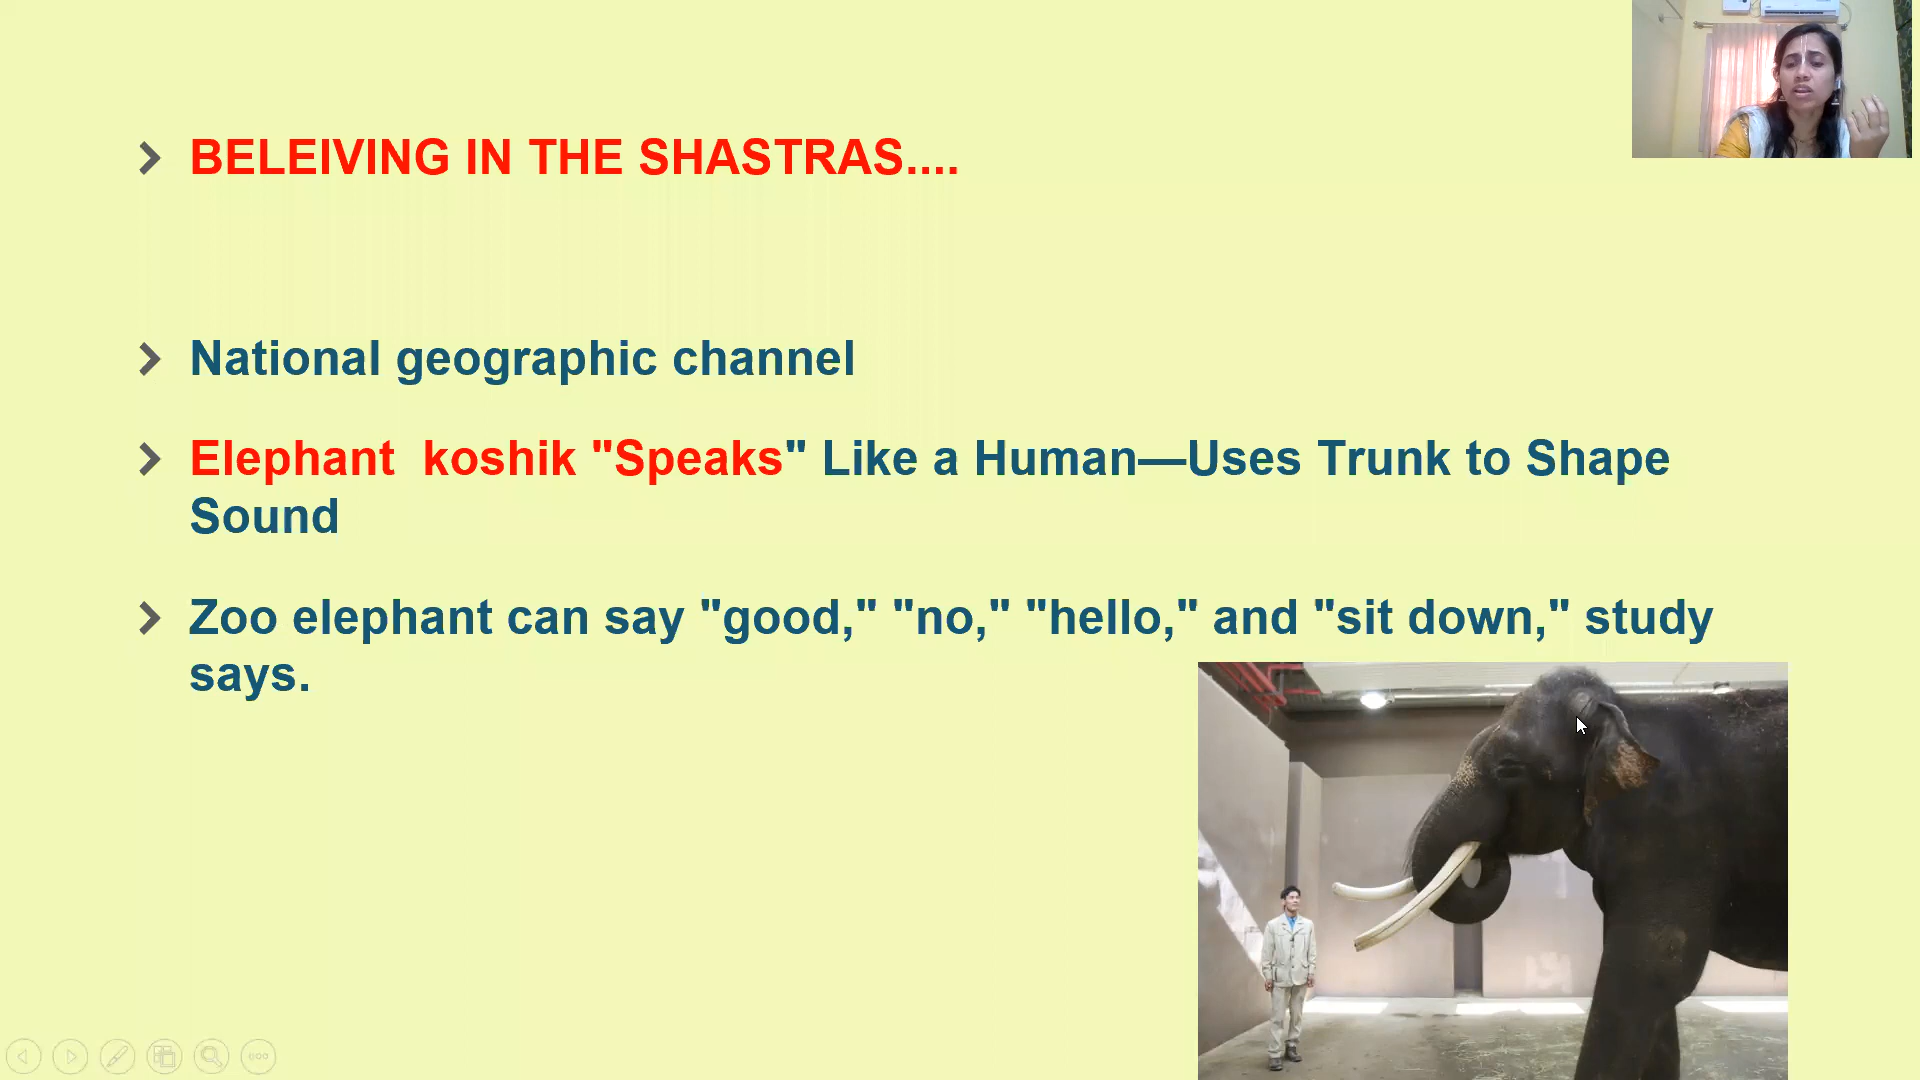 BELEIVING IN THE SHASTRAS....
National geographic channel
Elephant  koshik "Speaks" Like a Human—Uses Trunk to Shape
Sound
Zoo elephant can say "good," "no," "hello," and "sit down," study
says.